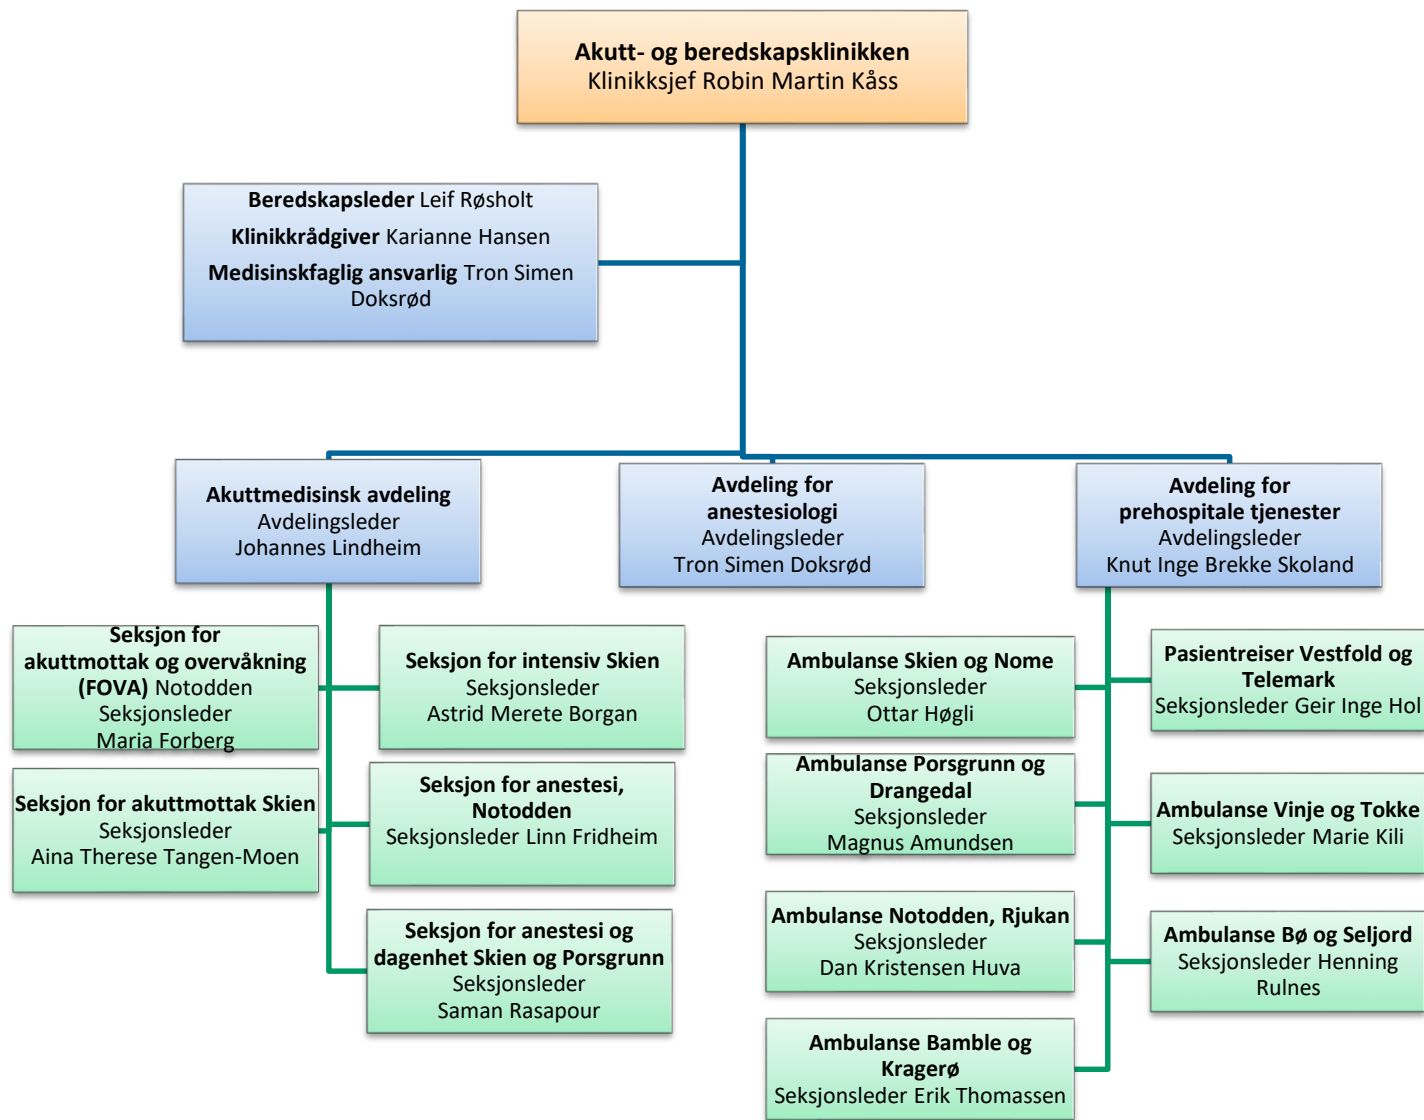 Akutt- og beredskapsklinikken
Klinikksjef Robin Martin Kåss
Beredskapsleder Leif Røsholt
Klinikkrådgiver Karianne Hansen
Medisinskfaglig ansvarlig Tron Simen
Doksrød
Akuttmedisinsk avdeling
Avdelingsleder
Johannes Lindheim
Avdeling for
anestesiologi
Avdelingsleder
Tron Simen Doksrød
Avdeling for
prehospitale tjenester
Avdelingsleder
Knut Inge Brekke Skoland
Seksjon for
akuttmottak og overvåkning
(FOVA) Notodden
Seksjonsleder
Maria Forberg
Seksjon for intensiv Skien
Seksjonsleder
Astrid Merete Borgan
Seksjon for akuttmottak Skien
Seksjonsleder
Aina Therese Tangen-Moen
Seksjon for anestesi,
Notodden
Seksjonsleder Linn Fridheim
Seksjon for anestesi og
dagenhet Skien og Porsgrunn
Seksjonsleder
Saman Rasapour
Ambulanse Skien og Nome
Seksjonsleder
Ottar Høgli
Pasientreiser Vestfold og
Telemark
Seksjonsleder Geir Inge Hol
Ambulanse Porsgrunn og
Drangedal
Seksjonsleder
Magnus Amundsen
Ambulanse Vinje og Tokke
Seksjonsleder Marie Kili
Ambulanse Notodden, Rjukan
Seksjonsleder
Dan Kristensen Huva
Ambulanse Bø og Seljord
Seksjonsleder Henning
Rulnes
Ambulanse Bamble og
Kragerø
Seksjonsleder Erik Thomassen